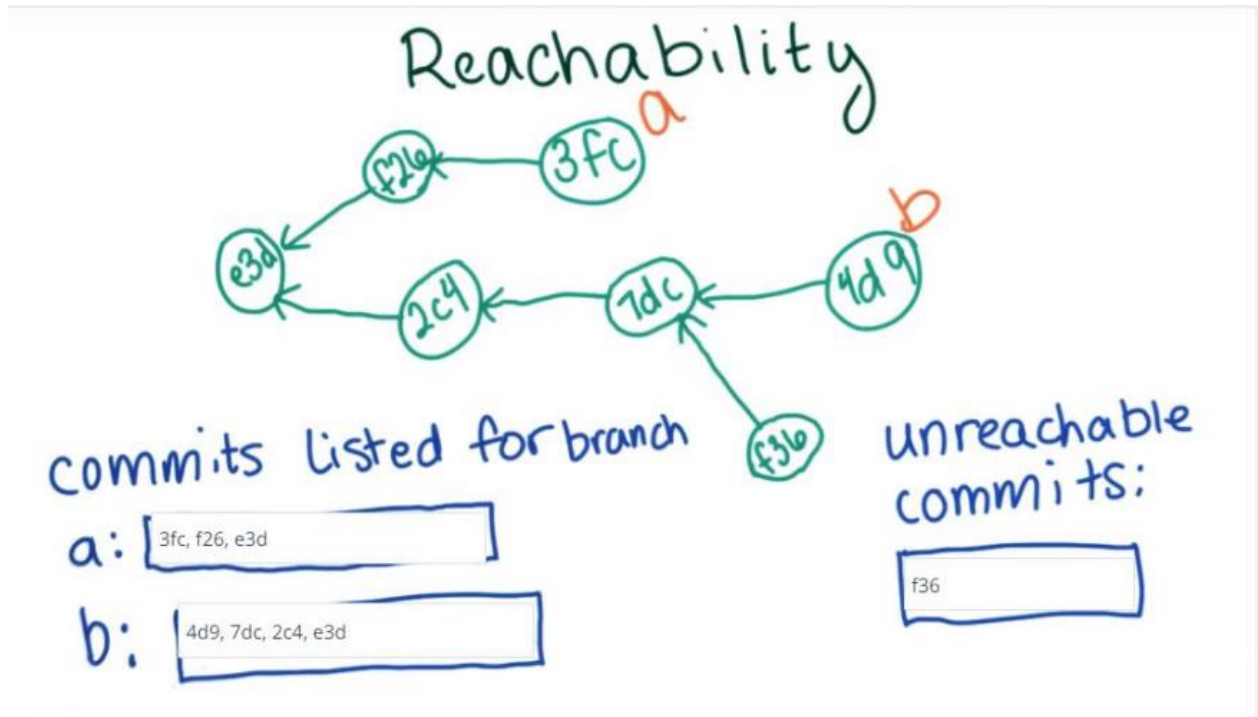 Reachability
a
f26
3fc
b
e3d
2c4
7dc
4d9
f36
commits listed for branch
unreachable
commits:
a: 3fc, f26, e3d
f36
b: 4d9, 7dc, 2c4, e3d